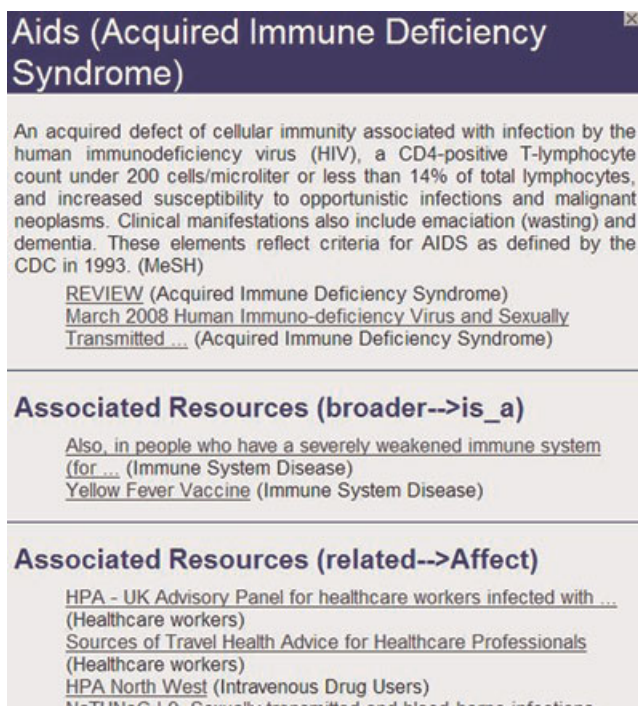 Aids (Acquired Immune Deficiency
Syndrome)
An acquired defect of cellular immunity associated with infection by the
human immunodeficiency virus (HIV), a CD4-positive T-lymphocyte
count under 200 cells/microliter or less than 14% of total lymphocytes,
and increased susceptibility to opportunistic infections and malignant
neoplasms. Clinical manifestations also include emaciation (wasting) and
dementia. These elements reflect criteria for AIDS as defined by the
CDC in 1993. (MeSH)
REVIEW (Acquired Immune Deficiency Syndrome)
March 2008 Human Immuno-deficiency Virus and Sexually
Transmitted ... (Acquired Immune Deficiency Syndrome)
Associated Resources (broader-->is_a)
Also, in people who have a severely weakened immune system
(for ... (Immune System Disease)
Yellow Fever Vaccine (Immune System Disease)
Associated Resources (related-->Affect)
HPA - UK Advisory Panel for healthcare workers infected with ...
(Healthcare workers)
Sources of Travel Health Advice for Healthcare Professionals
(Healthcare workers)
HPA North West (Intravenous Drug Users)
Sexually transmitted and blood-borne infections